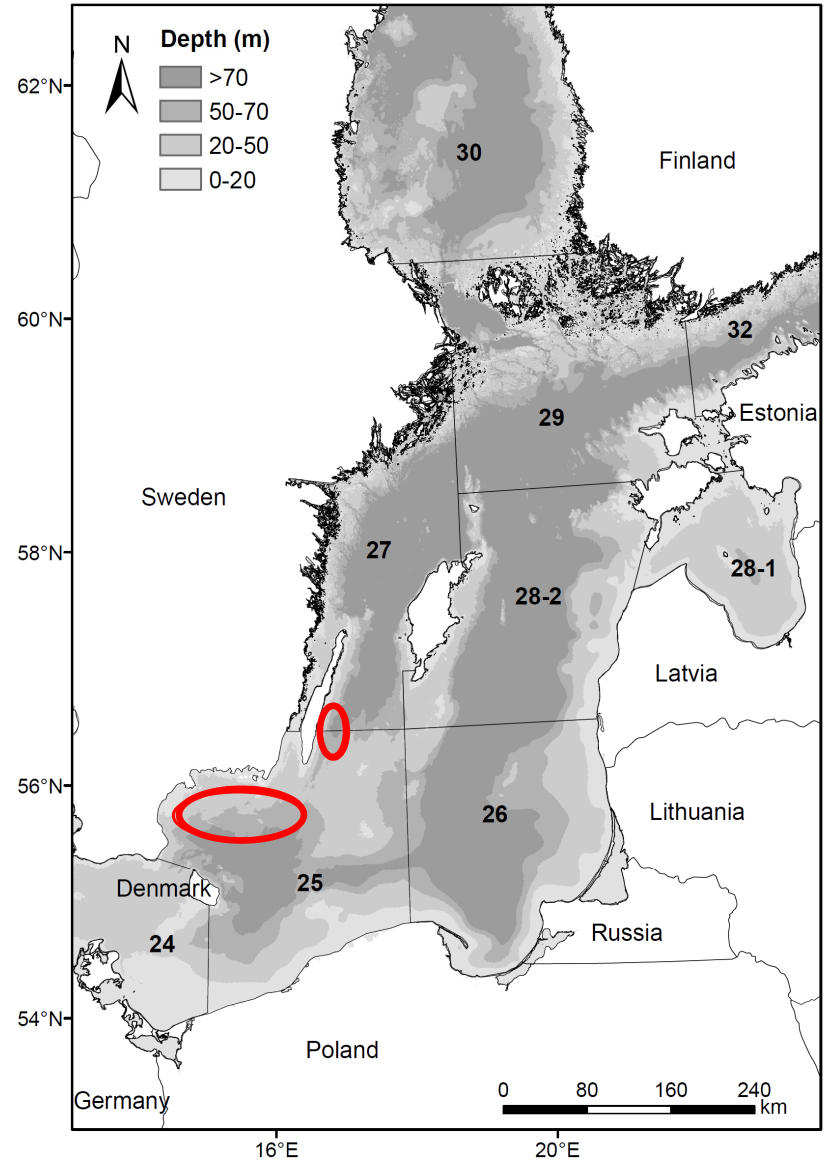 N
Depth (m)
>70
50-70
20-50
0-20
62°N
60°N
58°N
56°N
54°N
30
Finland
32
29
Estonia
Sweden
27
28-1
28-2
Latvia
26
Lithuania
25
Denmark
24
Russia
Poland
Germany
0 80 160 240
km
16°E 20°E